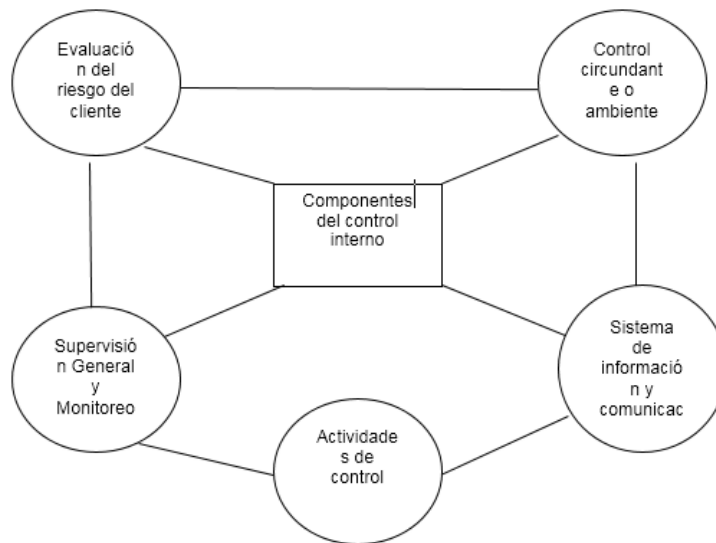 Evaluació
n del
riesgo del
cliente
Control
circundant
e o
ambiente
Componentes
del control
interno
Supervisió
n General
y
Monitoreo
Sistema
de
informació
n y
comunicac
Actividade
s de
control